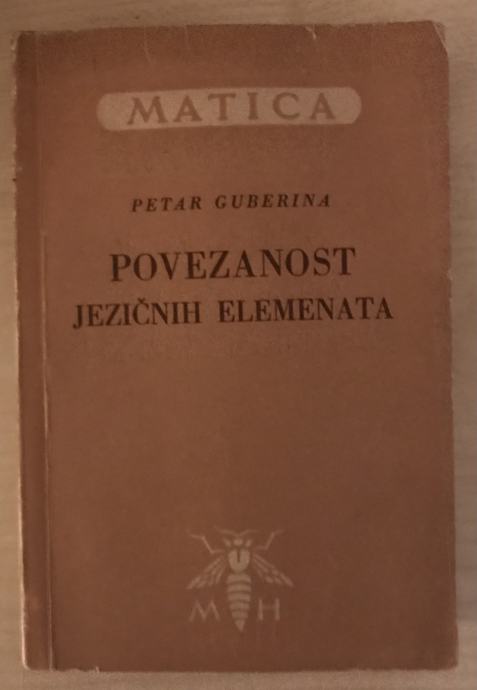 MATICA
PETAR GUBERINA
POVEZANOST
JEZIČNIH ELEMENATA
M H